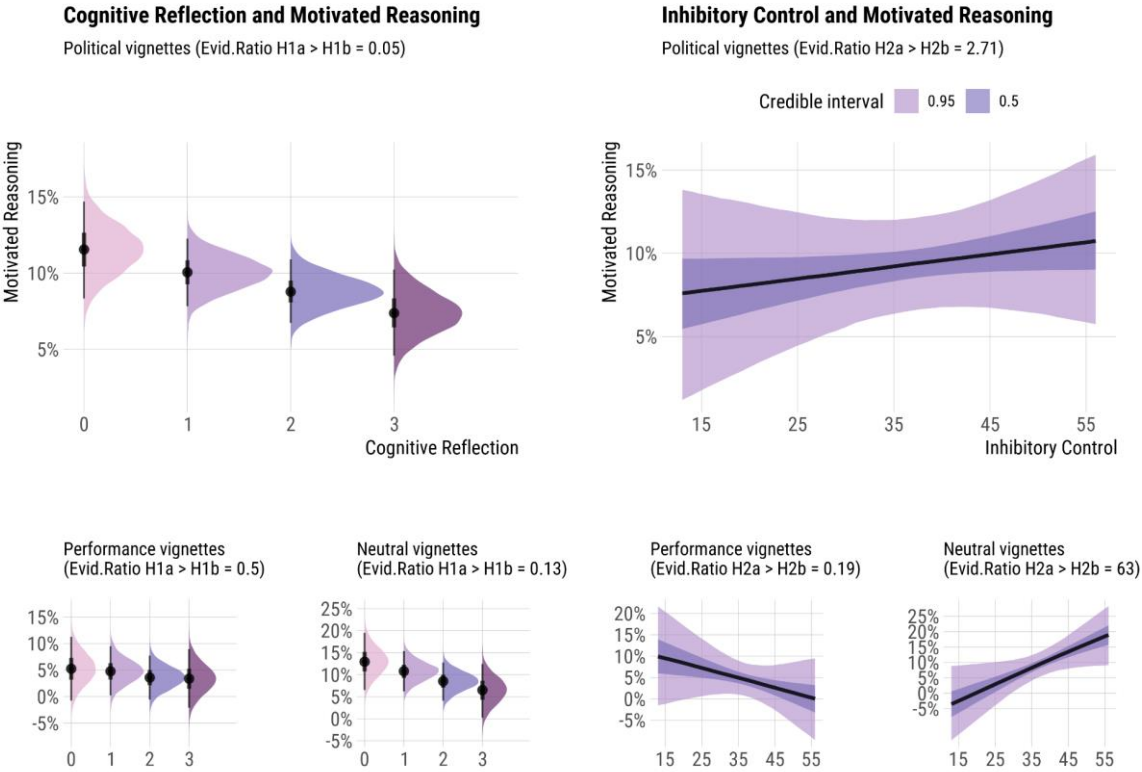 Cognitive Reflection and Motivated Reasoning
Political vignettes (Evid.Ratio H1a > H1b = 0.05)
Motivated Reasoning
15%
10%
5%
0 1 2 3
Cognitive Reflection
Inhibitory Control and Motivated Reasoning
Political vignettes (Evid.Ratio H2a > H2b = 2.71)
Credible interval 0.95 0.5
Motivated Reasoning
15%
10%
5%
15 25 35 45 55
Inhibitory Control
Performance vignettes
(Evid.Ratio H1a > H1b = 0.5)
15%
10%
5%
0%
-5%
0 1 2 3
Neutral vignettes
(Evid.Ratio H1a > H1b = 0.13)
25%
20%
15%
10%
5%
0%
-5%
0 1 2 3
Performance vignettes
(Evid.Ratio H2a > H2b = 0.19)
20%
15%
10%
5%
0%
-5%
15 25 35 45 55
Neutral vignettes
(Evid.Ratio H2a > H2b = 63)
25%
20%
15%
10%
5%
0%
-5%
15 25 35 45 55